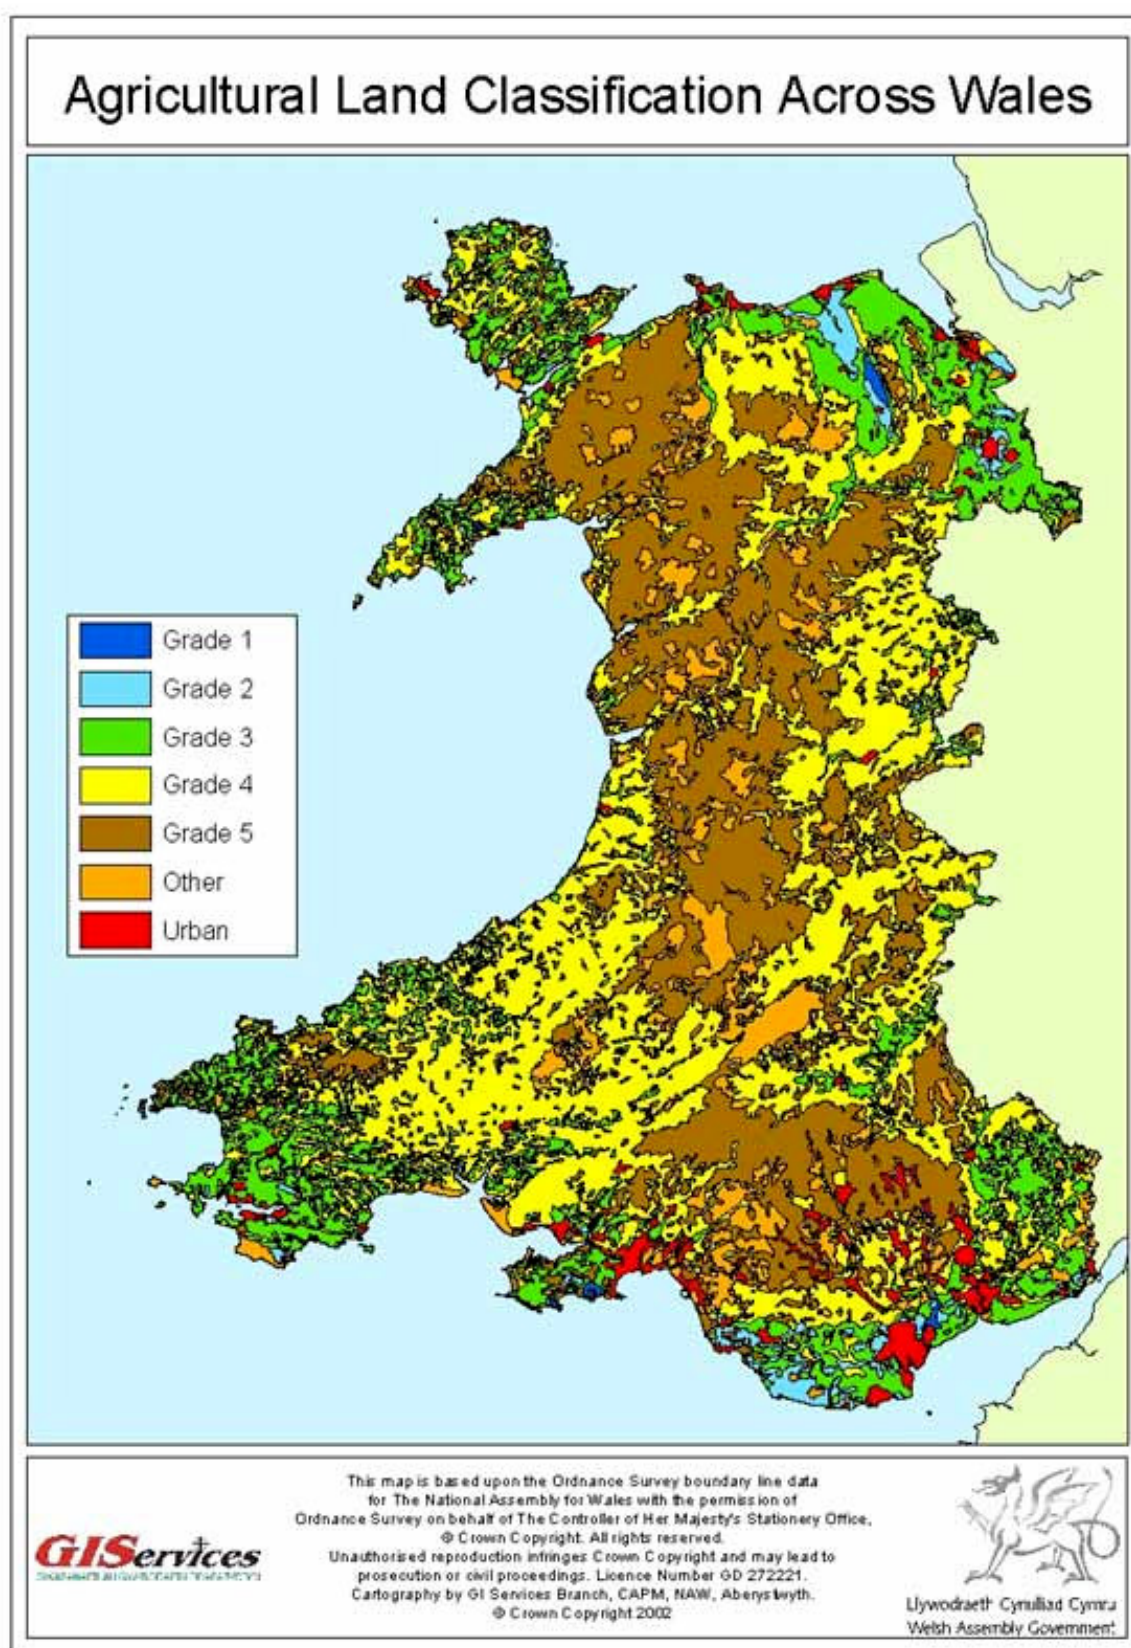 Agricultural Land Classification Across Wales
Grade 1
Grade 2
Grade 3
Grade 4
Grade 5
Other
Urban
This map is based upon the Ordnance Survey boundary line data
for The National Assembly for Wales with the permission of
Ordnance Survey on behalf of The Controller of Her Majesty's Stationery Office,
© Crown Copyright. All rights reserved.
Unauthorised reproduction infringes Crown Copyright and may lead to
prosecution or civil proceedings. Licence Number GD 272221.
Cartography by GI Services Branch, CAPM, NAW, Aberystwyth.
© Crown Copyright 2002
GIServices
Llywodraeth Cynulliad Cymru
Welsh Assembly Government